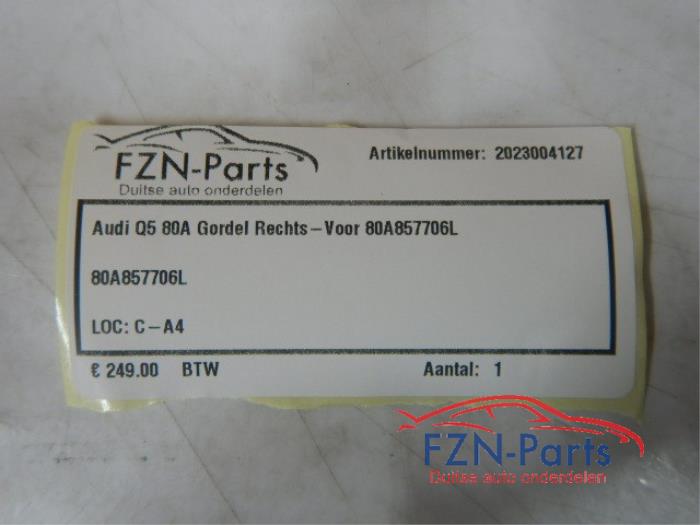 FZN-Parts
Duitse auto onderdelen
Artikelnummer: 2023004127
Audi Q5 80A Gordel Rechts-Voor 80A857706L
80A857706L
LOC: C-A4
€ 249.00 BTW
Aantal: 1
FZN-Parts
Duitse auto onderdelen